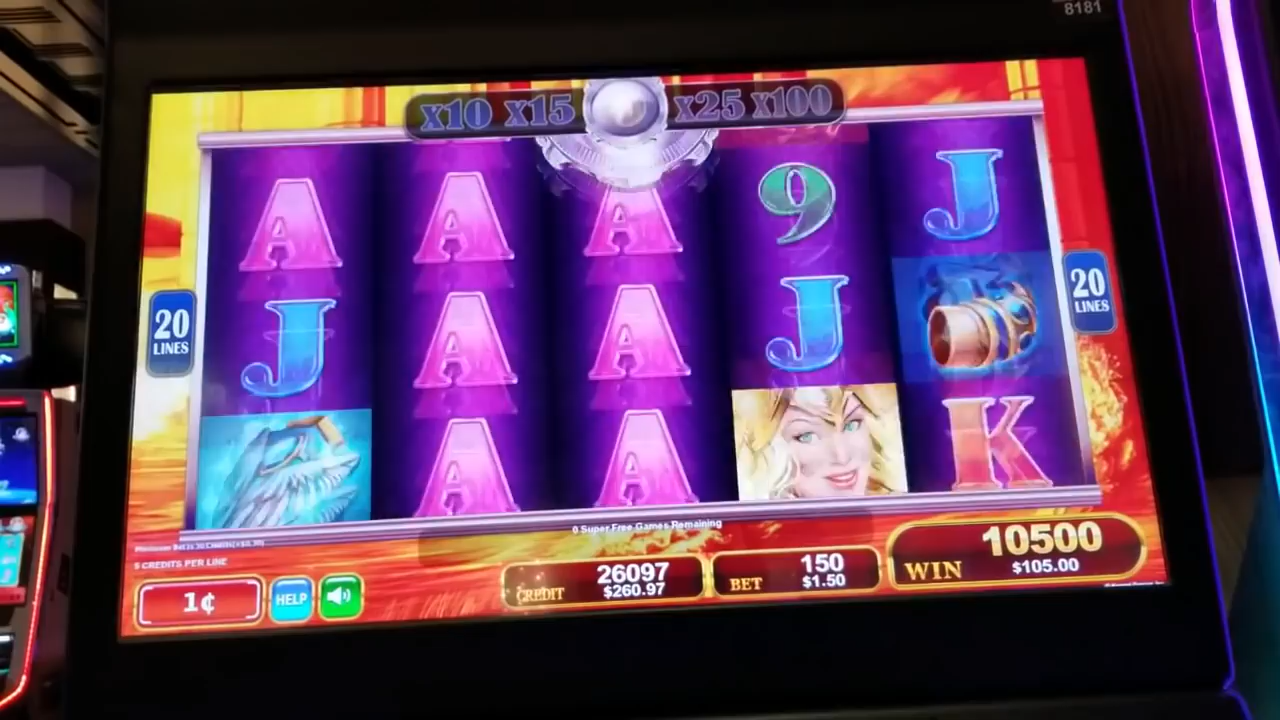 8181
X10 X15 X25 X100
A A A 9 J
20 LINES
J A A J
20 LINES
A A K
0 Super Free Games Remaining
5 CREDITS PER LINE
1¢
HELP
CREDIT 26097
$260.97
BET 150
$1.50
WIN 10500
$105.00